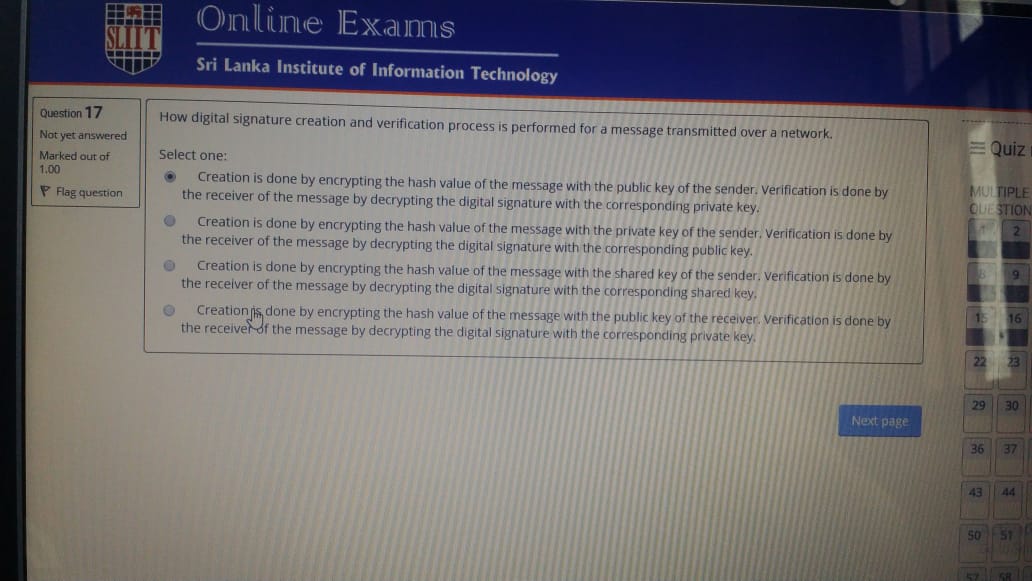 SLIIT
Online Exams
Sri Lanka Institute of Information Technology
Question 17
Not yet answered
Marked out of
1.00
Flag question
How digital signature creation and verification process is performed for a message transmitted over a network.
Select one:
Creation is done by encrypting the hash value of the message with the public key of the sender. Verification is done by
the receiver of the message by decrypting the digital signature with the corresponding private key.
Creation is done by encrypting the hash value of the message with the private key of the sender. Verification is done by
the receiver of the message by decrypting the digital signature with the corresponding public key.
Creation is done by encrypting the hash value of the message with the shared key of the sender. Verification is done by
the receiver of the message by decrypting the digital signature with the corresponding shared key.
Creation is done by encrypting the hash value of the message with the public key of the receiver. Verification is done by
the receiver of the message by decrypting the digital signature with the corresponding private key.
Next page
Quiz
MULTIPLE
QUESTION
2
8 9
15 16
22 23
29 30
36 37
43 44
50 51
57 58